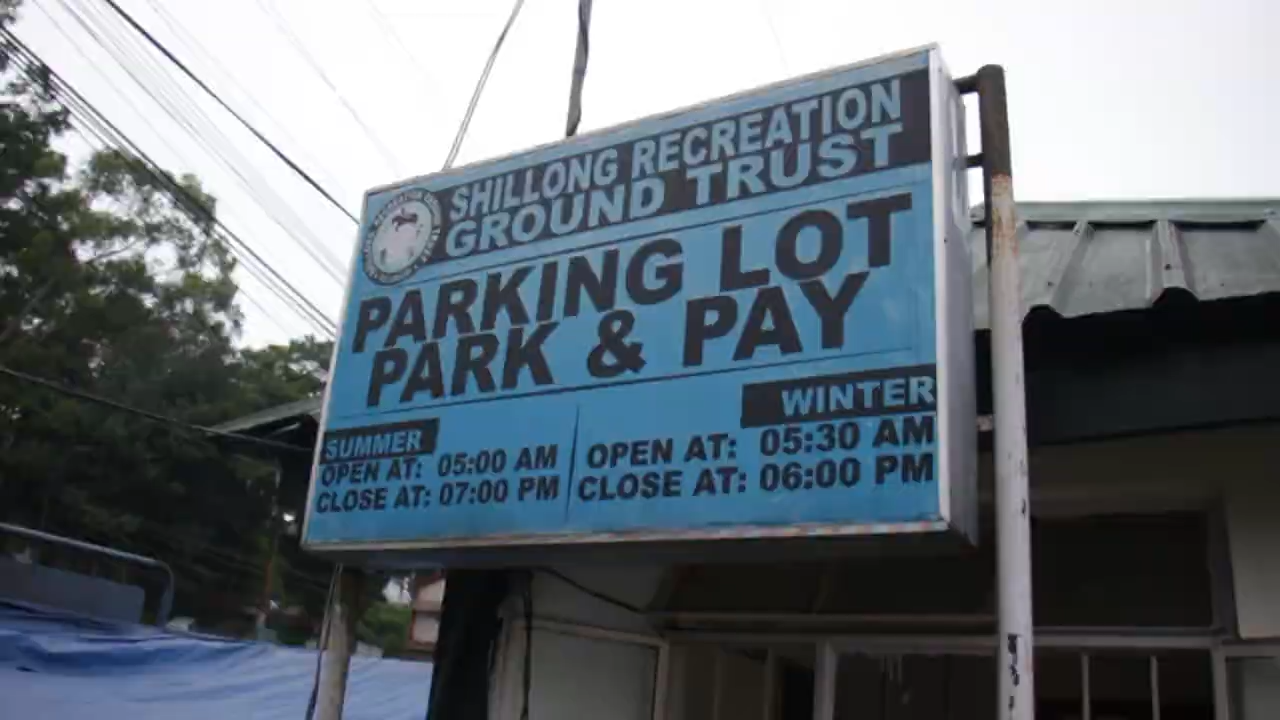 SHILLONG RECREATION
GROUND TRUST
PARKING LOT
PARK & PAY
SUMMER
OPEN AT: 05:00 AM
CLOSE AT: 07:00 PM
WINTER
OPEN AT: 05:30 AM
CLOSE AT: 06:00 PM